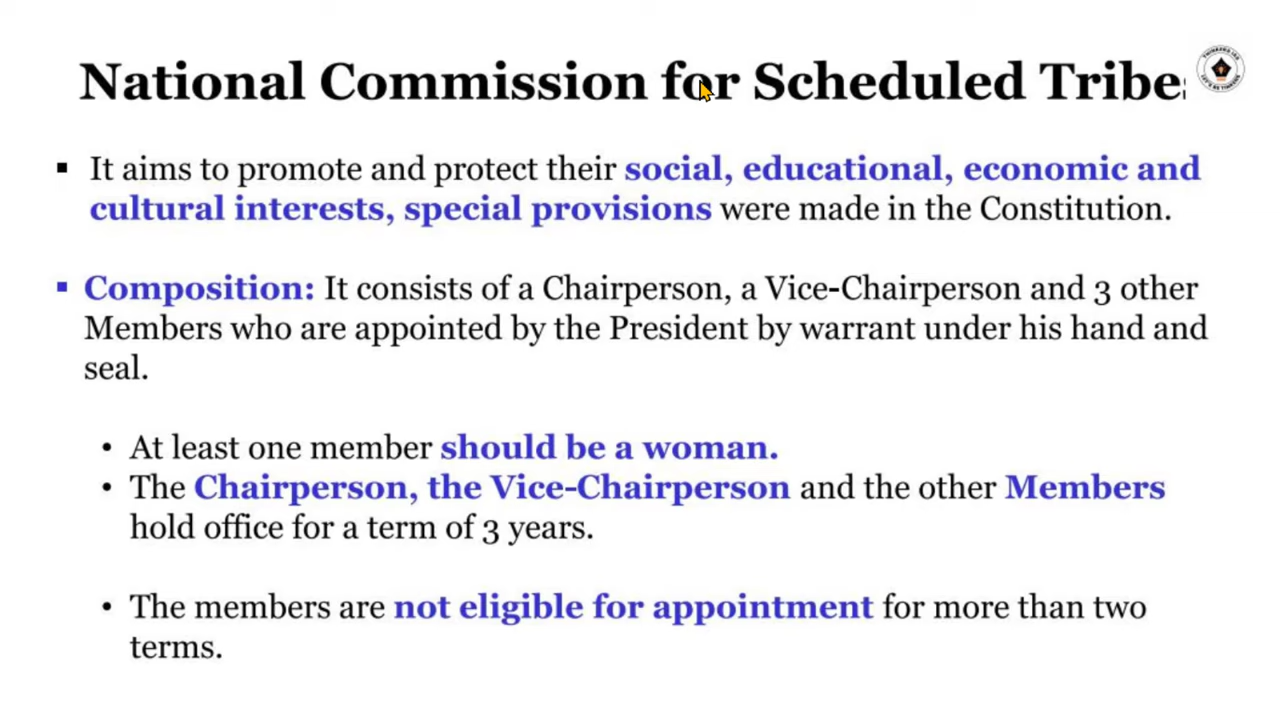 National Commission for Scheduled Tribes
▪ It aims to promote and protect their social, educational, economic and
cultural interests, special provisions were made in the Constitution.
▪ Composition: It consists of a Chairperson, a Vice-Chairperson and 3 other
Members who are appointed by the President by warrant under his hand and
seal.
• At least one member should be a woman.
• The Chairperson, the Vice-Chairperson and the other Members
hold office for a term of 3 years.
• The members are not eligible for appointment for more than two
terms.